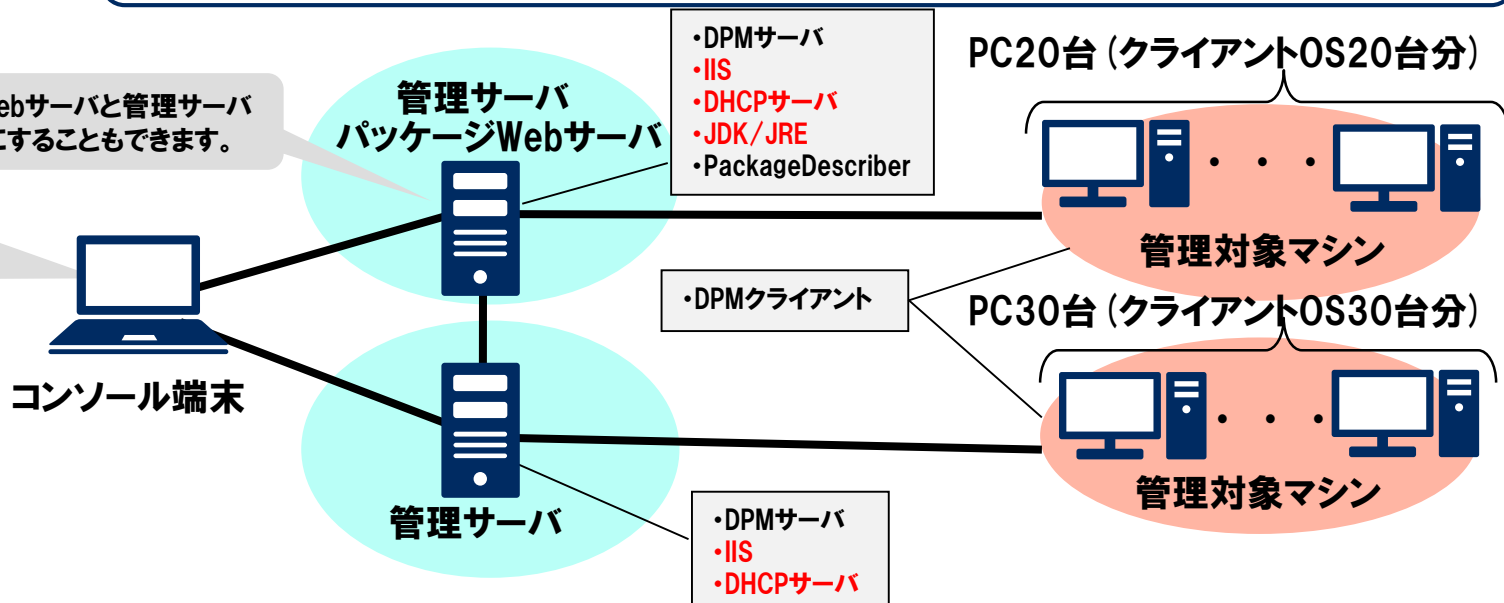 ・DPMサーバ
・IIS
・DHCPサーバ
・JDK/JRE
・PackageDescriber
PC20台(クライアントOS20台分)
ebサーバと管理サーバ
にすることもできます。
管理サーバ
パッケージWebサーバ
管理対象マシン
・DPMクライアント
PC30台(クライアントOS30台分)
コンソール端末
管理対象マシン
管理サーバ
・DPMサーバ
・IIS
・DHCPサーバ